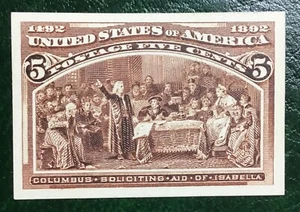 1492 1892
UNITED STATES OF AMERICA
POSTAGE FIVE CENTS
5 5
COLUMBUS · SOLICITING · AID · OF · ISABELLA